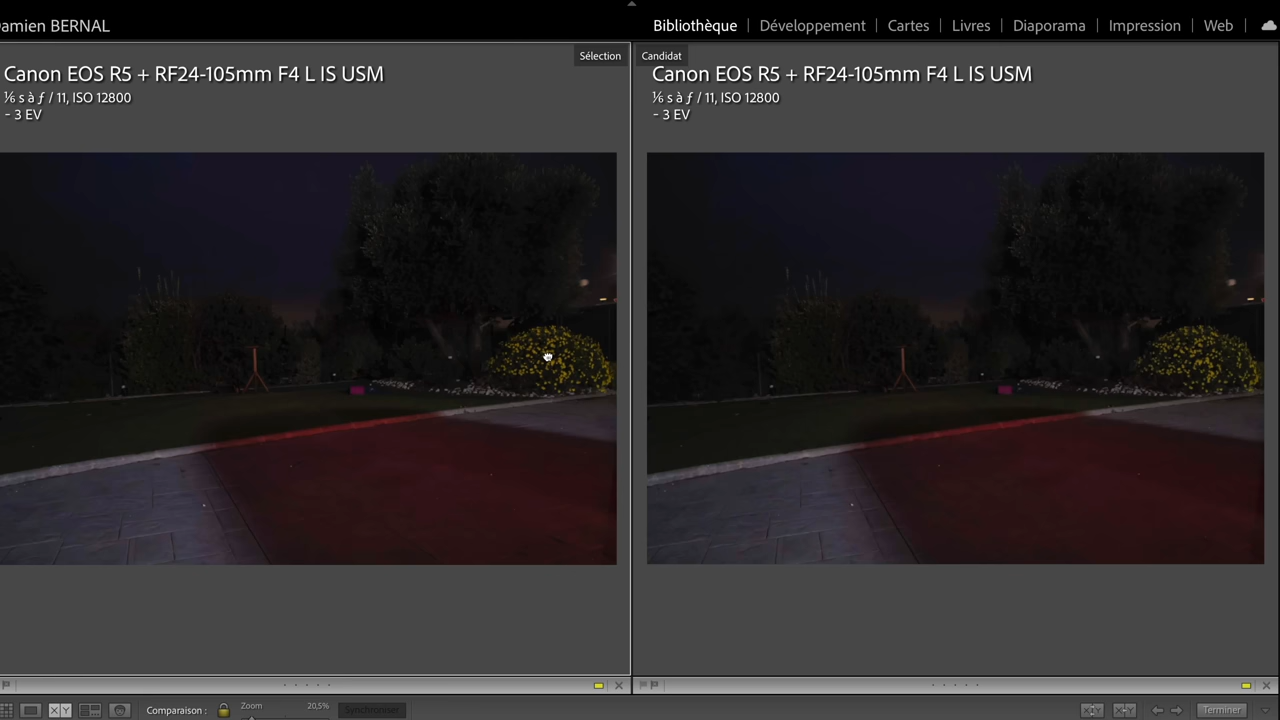 amien BERNAL
Bibliothèque | Développement | Cartes | Livres | Diaporama | Impression | Web
Sélection
Canon EOS R5 + RF24-105mm F4 L IS USM
⅙ s à ƒ / 11, ISO 12800
- 3 EV
Candidat
Canon EOS R5 + RF24-105mm F4 L IS USM
⅙ s à ƒ / 11, ISO 12800
- 3 EV
XY
Comparaison :
Zoom
20,5%
Synchroniser
Terminer